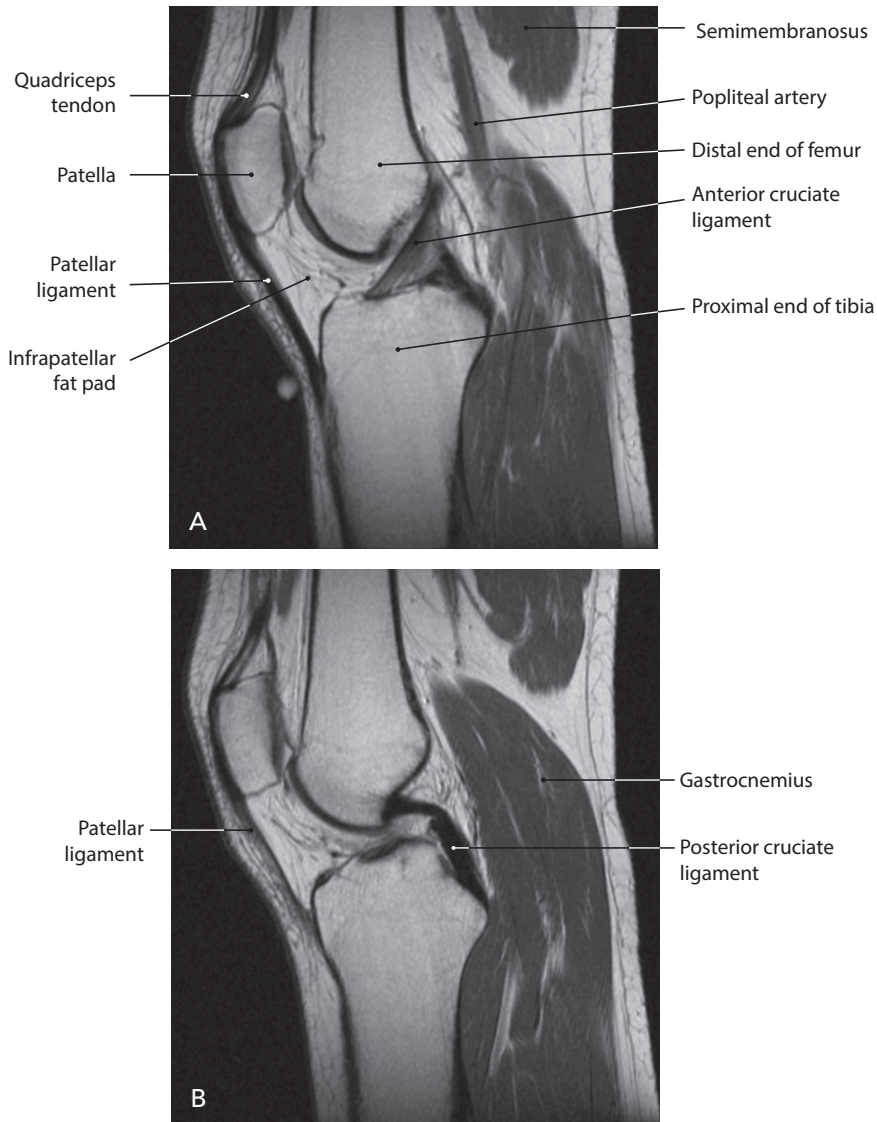 Quadriceps
tendon
Patella
Patellar
ligament
Infrapatellar
fat pad
Semimembranosus
Popliteal artery
Distal end of femur
Anterior cruciate
ligament
Proximal end of tibia
A
Patellar
ligament
Gastrocnemius
Posterior cruciate
ligament
B